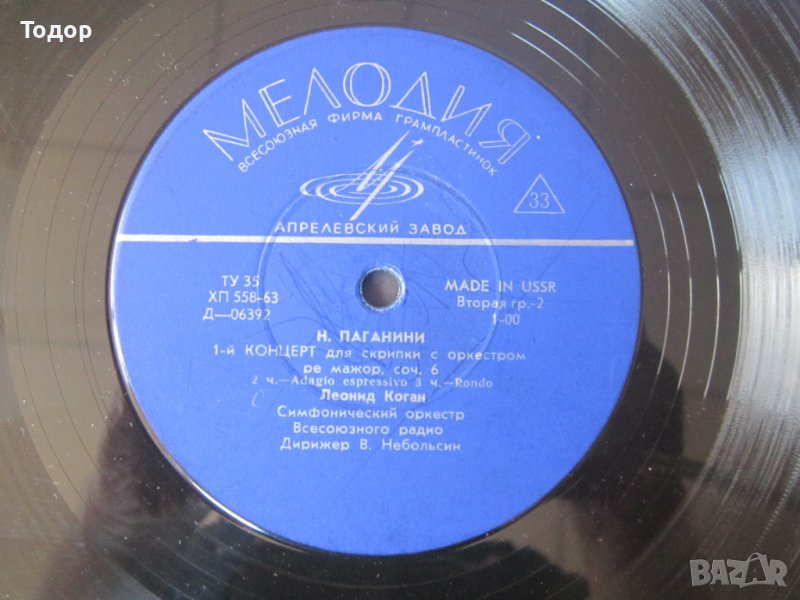 Тодор
МЕЛОДИЯ
ВСЕСОЮЗНАЯ ФИРМА ГРАМПЛАСТИНОК
33
АПРЕЛЕВСКИЙ ЗАВОД
ТУ 35
ХП 558-63
Д—06392
MADE IN USSR
Вторая гр.-2
1-00
Н. ПАГАНИНИ
1-й КОНЦЕРТ для скрипки с оркестром
ре мажор, соч. 6
2 ч.—Adagio espressivo 3 ч.—Rondo
Леонид Коган
Симфонический оркестр
Всесоюзного радио
Дирижер В. Небольсин
BAZAR